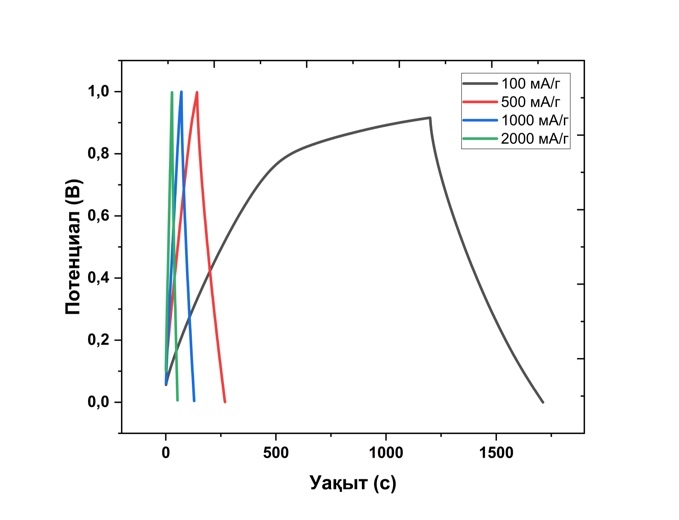 100 мА/г
500 мА/г
1000 мА/г
2000 мА/г
1,0
0,8
0,6
0,4
0,2
0,0
Потенциал (В)
0
500
1000
1500
Уақыт (с)